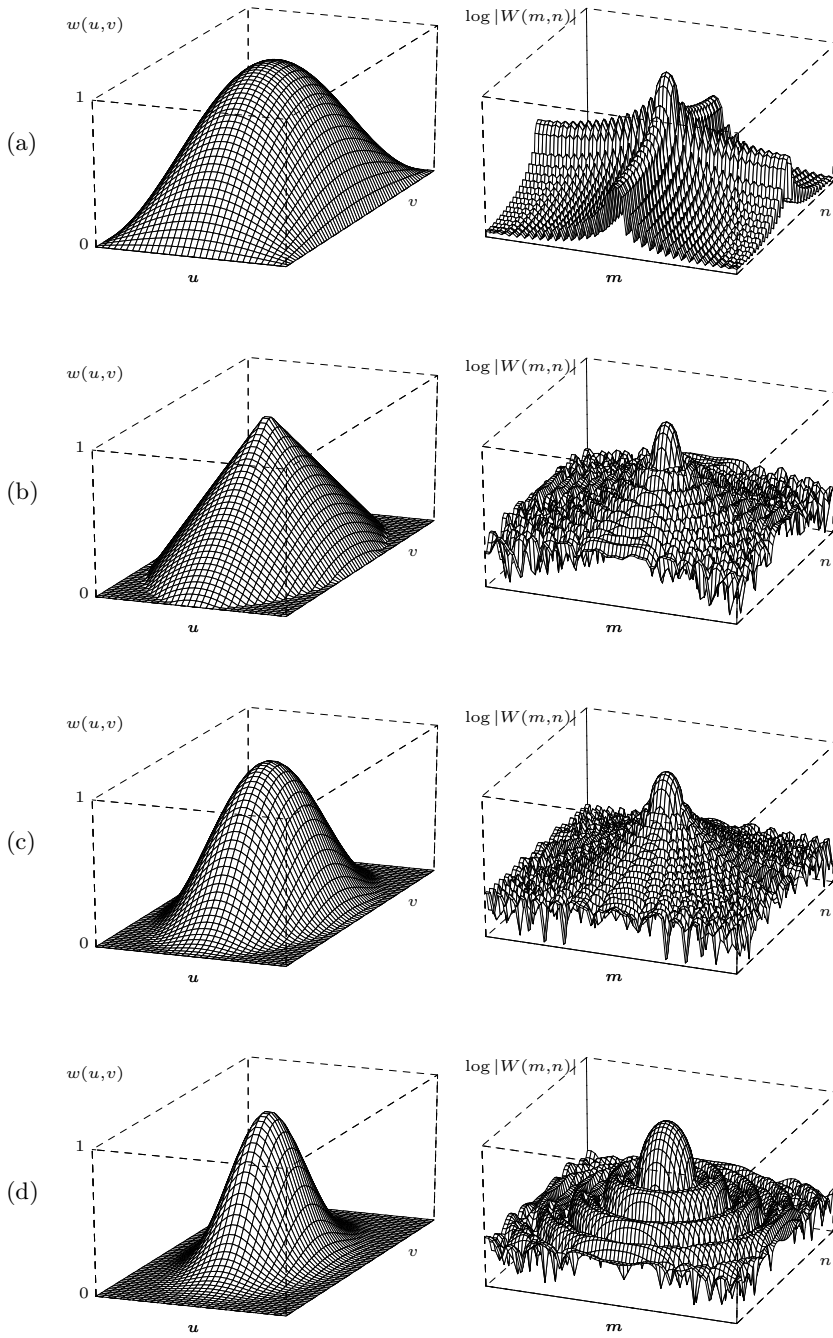 w(u,v)
log |W(m,n)|
1
(a)
v
n
0
u
m
w(u,v)
log |W(m,n)|
1
(b)
v
n
0
u
m
w(u,v)
log |W(m,n)|
1
(c)
v
n
0
u
m
w(u,v)
log |W(m,n)|
1
(d)
v
n
0
u
m